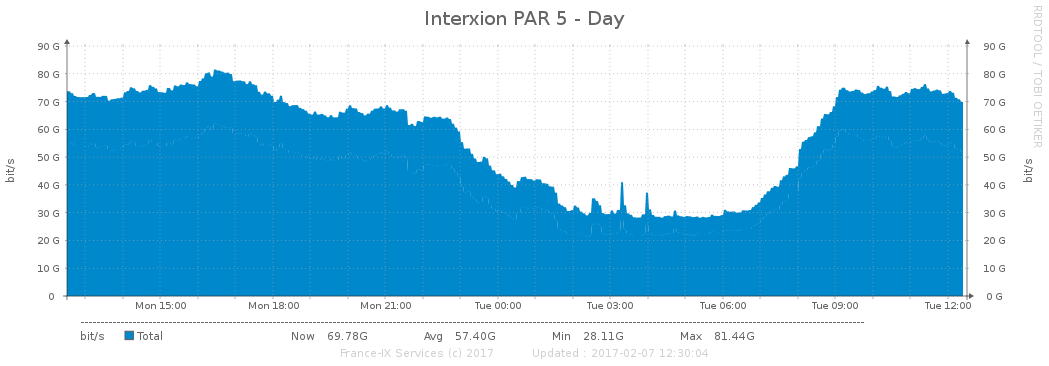 Interxion PAR 5 - Day
RRDTOOL / TOBI OETIKER
90 G 90 G
80 G 80 G
70 G 70 G
60 G 60 G
50 G 50 G
40 G 40 G
30 G 30 G
20 G 20 G
10 G 10 G
0 0 G
bit/s
bit/s
Mon 15:00 Mon 18:00 Mon 21:00 Tue 00:00 Tue 03:00 Tue 06:00 Tue 09:00 Tue 12:00
bit/s Total Now 69.78G Avg 57.40G Min 28.11G Max 81.44G
France-IX Services (c) 2017 Updated : 2017-02-07 12:30:04